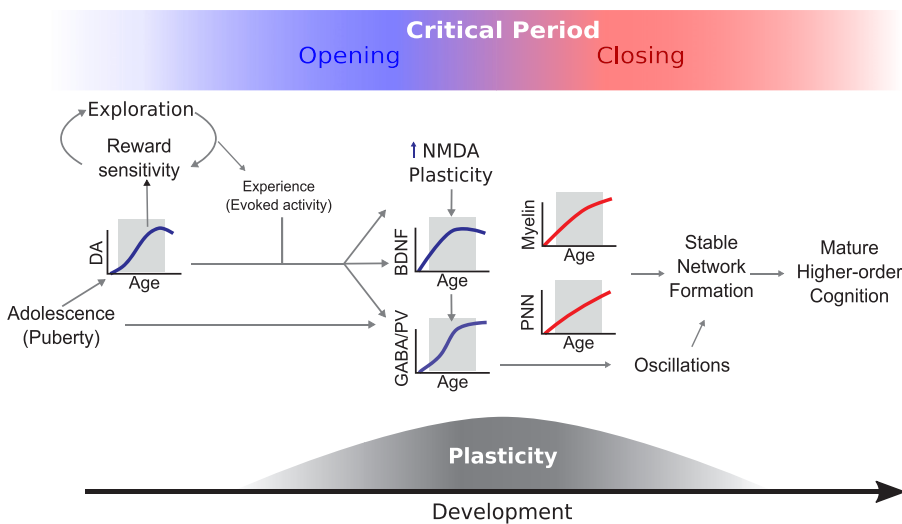 Critical Period
Opening
Closing
Exploration
Reward
sensitivity
Experience
(Evoked activity)
DA
Age
Adolescence
(Puberty)
NMDA
Plasticity
BDNF
Age
GABA/PV
Age
Myelin
Age
PNN
Age
Stable
Network
Formation
Oscillations
Mature
Higher-order
Cognition
Plasticity
Development